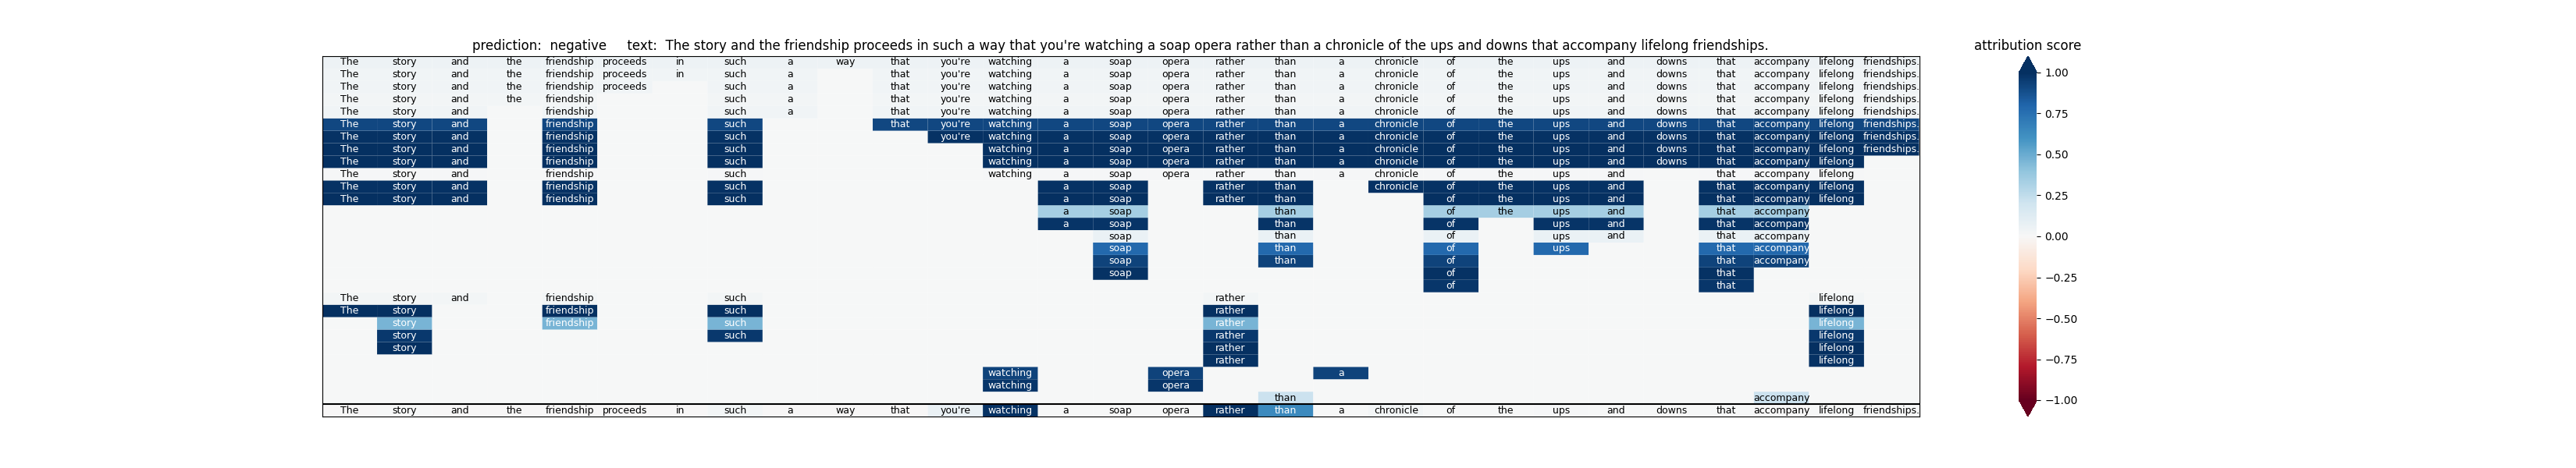 prediction:  negative     text:  The story and the friendship proceeds in such a way that you're watching a soap opera rather than a chronicle of the ups and downs that accompany lifelong friendships.
attribution score
The story and the friendship proceeds in such a way that you're watching a soap opera rather than a chronicle of the ups and downs that accompany lifelong friendships.
The story and the friendship proceeds in such a that you're watching a soap opera rather than a chronicle of the ups and downs that accompany lifelong friendships.
The story and the friendship proceeds such a that you're watching a soap opera rather than a chronicle of the ups and downs that accompany lifelong friendships.
The story and the friendship such a that you're watching a soap opera rather than a chronicle of the ups and downs that accompany lifelong friendships.
The story and friendship such a that you're watching a soap opera rather than a chronicle of the ups and downs that accompany lifelong friendships.
The story and friendship such that you're watching a soap opera rather than a chronicle of the ups and downs that accompany lifelong friendships.
The story and friendship such you're watching a soap opera rather than a chronicle of the ups and downs that accompany lifelong friendships.
The story and friendship such watching a soap opera rather than a chronicle of the ups and downs that accompany lifelong friendships.
The story and friendship such watching a soap opera rather than a chronicle of the ups and downs that accompany lifelong
The story and friendship such watching a soap opera rather than a chronicle of the ups and that accompany lifelong
The story and friendship such a soap rather than chronicle of the ups and that accompany lifelong
The story and friendship such a soap rather than of the ups and that accompany lifelong
a soap than of the ups and that accompany
a soap than of ups and that accompany
soap than of ups and that accompany
soap than of ups that accompany
soap than of that accompany
soap of that
of that
The story and friendship such rather lifelong
The story friendship such rather lifelong
story friendship such rather lifelong
story such rather lifelong
story rather lifelong
rather lifelong
watching opera a
watching opera
than accompany
The story and the friendship proceeds in such a way that you're watching a soap opera rather than a chronicle of the ups and downs that accompany lifelong friendships.
1.00
0.75
0.50
0.25
0.00
−0.25
−0.50
−0.75
−1.00